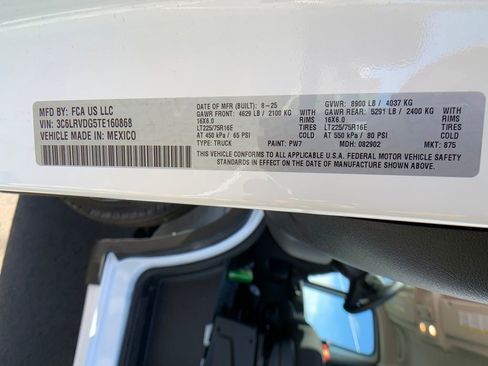 MFD BY: FCA US LLC
VIN: 3C6LRVDG5TE160868
VEHICLE MADE IN: MEXICO
DATE OF MFR (BUILT): 8-25
GAWR FRONT: 4629 LB / 2100 KG
16X6.0 WITH
RIMS
LT225/75R16E TIRES
AT 450 kPa / 65 PSI COLD
TYPE: TRUCK PAINT: PW7
GVWR: 8900 LB / 4037 KG
GAWR REAR: 5291 LB / 2400 KG
16X6.0 WITH
RIMS
LT225/75R16E TIRES
AT 550 kPa / 80 PSI COLD
MDH: 082902 MKT: 875
THIS VEHICLE CONFORMS TO ALL APPLICABLE U.S.A. FEDERAL MOTOR VEHICLE SAFETY
STANDARDS IN EFFECT ON THE DATE OF MANUFACTURE SHOWN ABOVE